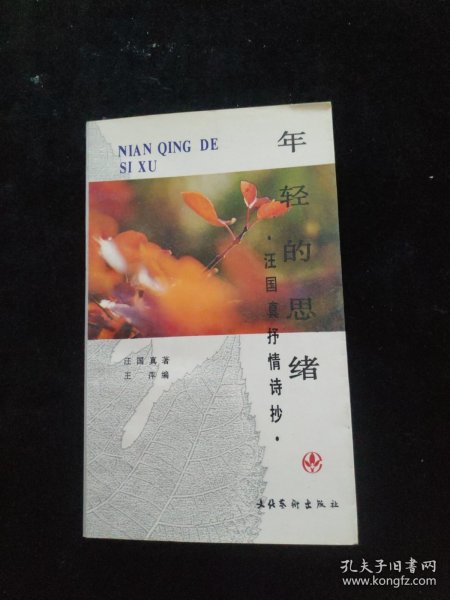 NIAN QING DE
SI XU
年轻的思绪
·汪国真抒情诗抄·
汪国真著
王萍编
文化艺术出版社
孔夫子旧书网
www.kongfz.com